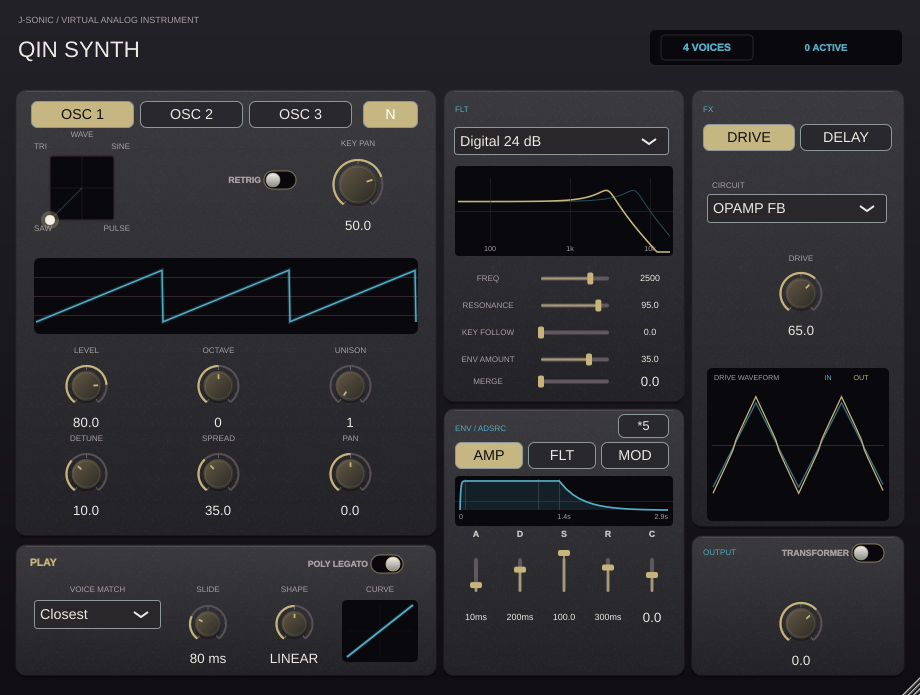 J-SONIC / VIRTUAL ANALOG INSTRUMENT
QIN SYNTH
4 VOICES 0 ACTIVE
OSC 1 OSC 2 OSC 3 N
WAVE
TRI SINE
SAW PULSE
RETRIG
KEY PAN
50.0
LEVEL OCTAVE UNISON
80.0 0 1
DETUNE SPREAD PAN
10.0 35.0 0.0
PLAY
POLY LEGATO
VOICE MATCH SLIDE SHAPE CURVE
Closest
80 ms LINEAR
FLT
Digital 24 dB
100 1k 10k
FREQ 2500
RESONANCE 95.0
KEY FOLLOW 0.0
ENV AMOUNT 35.0
MERGE 0.0
ENV / ADSRC
*5
AMP FLT MOD
0 1.4s 2.9s
A D S R C
10ms 200ms 100.0 300ms 0.0
FX
DRIVE DELAY
CIRCUIT
OPAMP FB
DRIVE
65.0
DRIVE WAVEFORM IN OUT
OUTPUT
TRANSFORMER
0.0